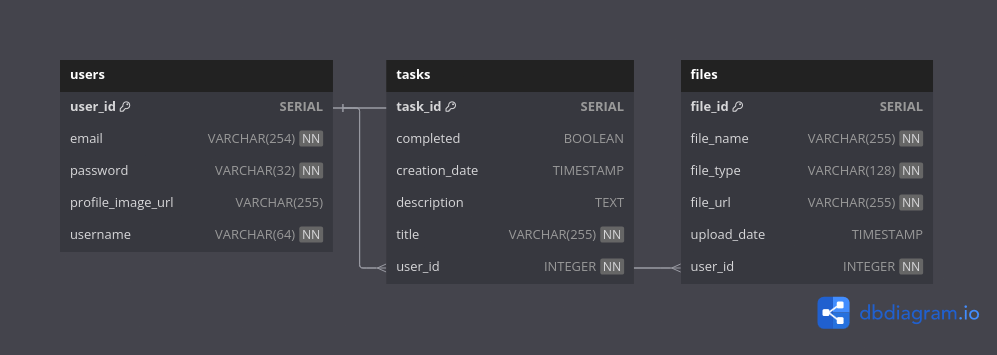 users
user_id SERIAL
email VARCHAR(254) NN
password VARCHAR(32) NN
profile_image_url VARCHAR(255)
username VARCHAR(64) NN
tasks
task_id SERIAL
completed BOOLEAN
creation_date TIMESTAMP
description TEXT
title VARCHAR(255) NN
user_id INTEGER NN
files
file_id SERIAL
file_name VARCHAR(255) NN
file_type VARCHAR(128) NN
file_url VARCHAR(255) NN
upload_date TIMESTAMP
user_id INTEGER NN
dbdiagram.io